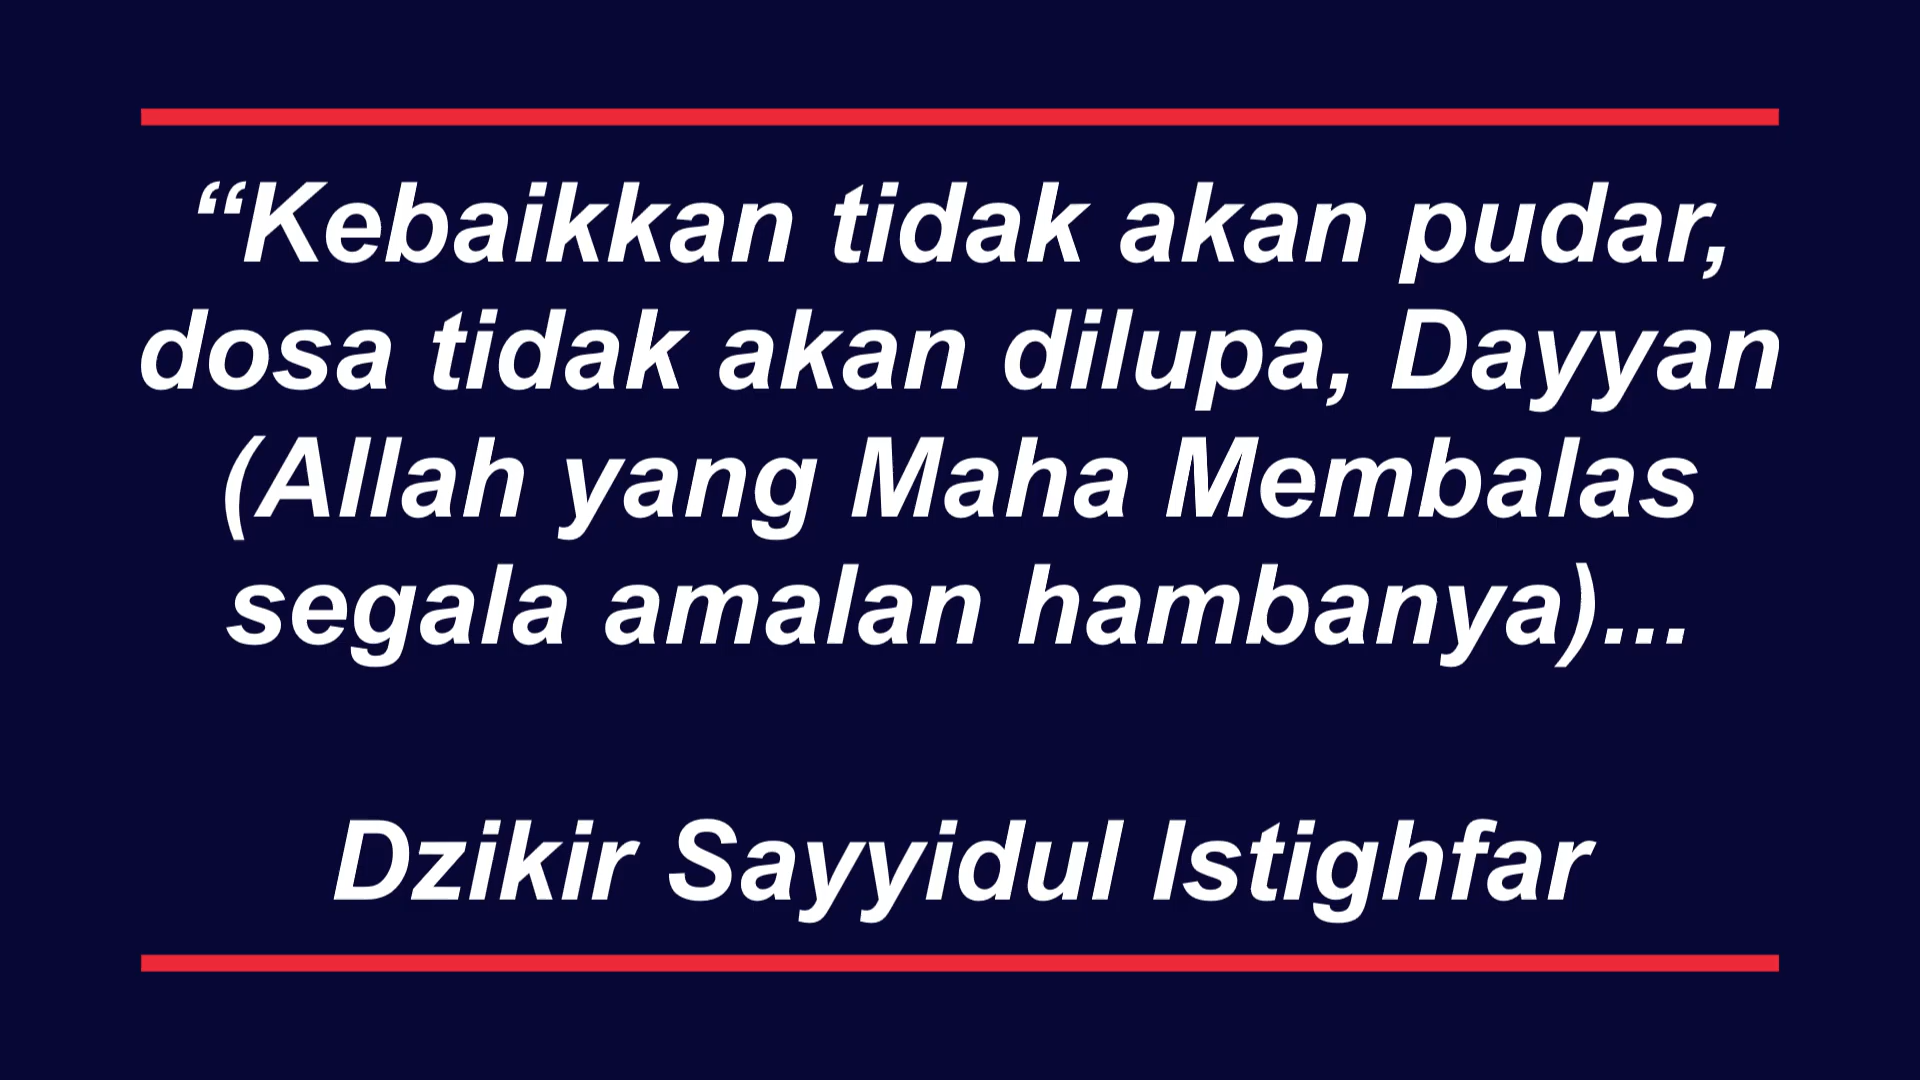 “Kebaikkan tidak akan pudar,
dosa tidak akan dilupa, Dayyan
(Allah yang Maha Membalas
segala amalan hambanya)...
Dzikir Sayyidul Istighfar